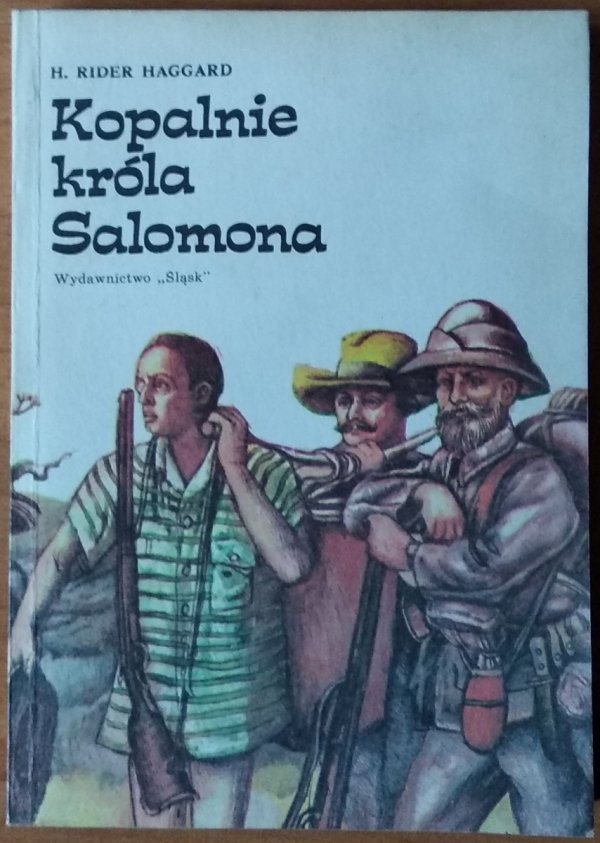 H. RIDER HAGGARD
Kopalnie
króla
Salomona
Wydawnictwo „Śląsk"